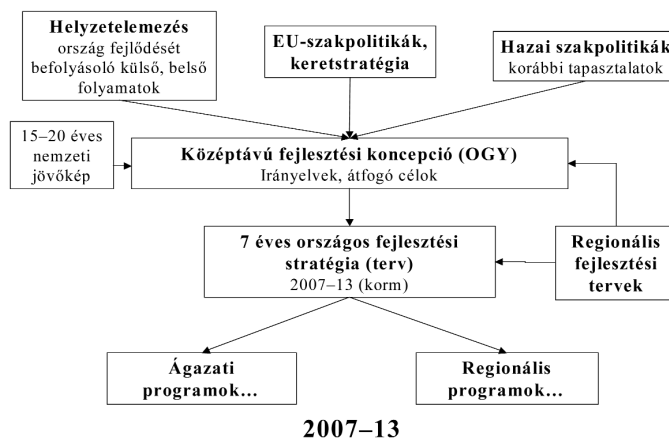 Helyzetelemezés
ország fejlődését
befolyásoló külső, belső
folyamatok
EU-szakpolitikák,
keretstratégia
Hazai szakpolitikák
korábbi tapasztalatok
15–20 éves
nemzeti
jövőkép
Középtávú fejlesztési koncepció (OGY)
Irányelvek, átfogó célok
7 éves országos fejlesztési
stratégia (terv)
2007–13 (korm)
Regionális
fejlesztési
tervek
Ágazati
programok…
Regionális
programok…
2007–13